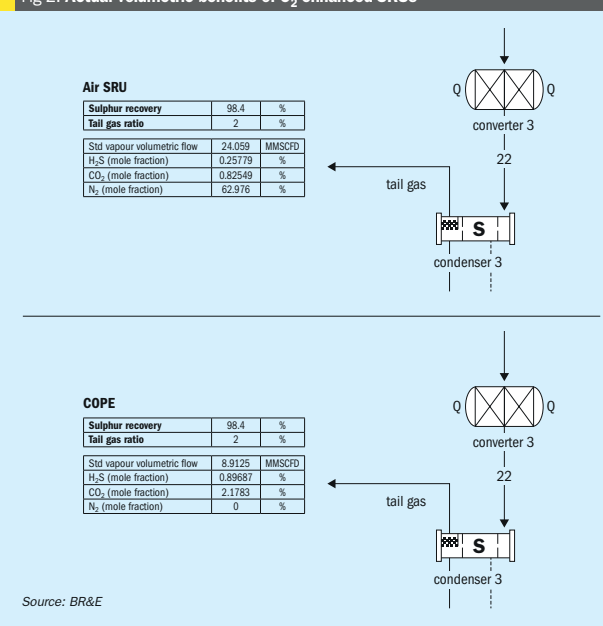 Fig 2: Actual volumetric benefits of O2 enhanced SRUs
Air SRU
Sulphur recovery 98.4 %
Tail gas ratio 2 %
Std vapour volumetric flow 24.059 MMSCFD
H2S (mole fraction) 0.25779 %
CO2 (mole fraction) 0.82549 %
N2 (mole fraction) 62.976 %
Q Q
converter 3
22
tail gas
S
condenser 3
COPE
Sulphur recovery 98.4 %
Tail gas ratio 2 %
Std vapour volumetric flow 8.9125 MMSCFD
H2S (mole fraction) 0.89687 %
CO2 (mole fraction) 2.1783 %
N2 (mole fraction) 0 %
Q Q
converter 3
22
tail gas
S
condenser 3
Source: BR&E